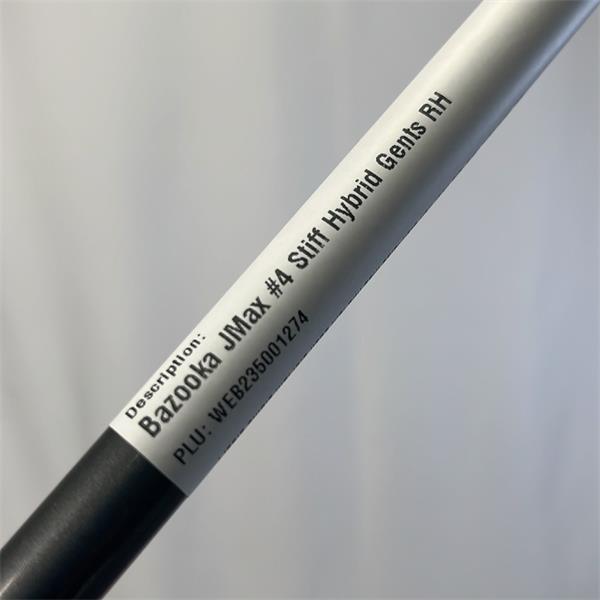 Description:
Bazooka JMax #4 Stiff Hybrid Gents RH
PLU: WEB235001274